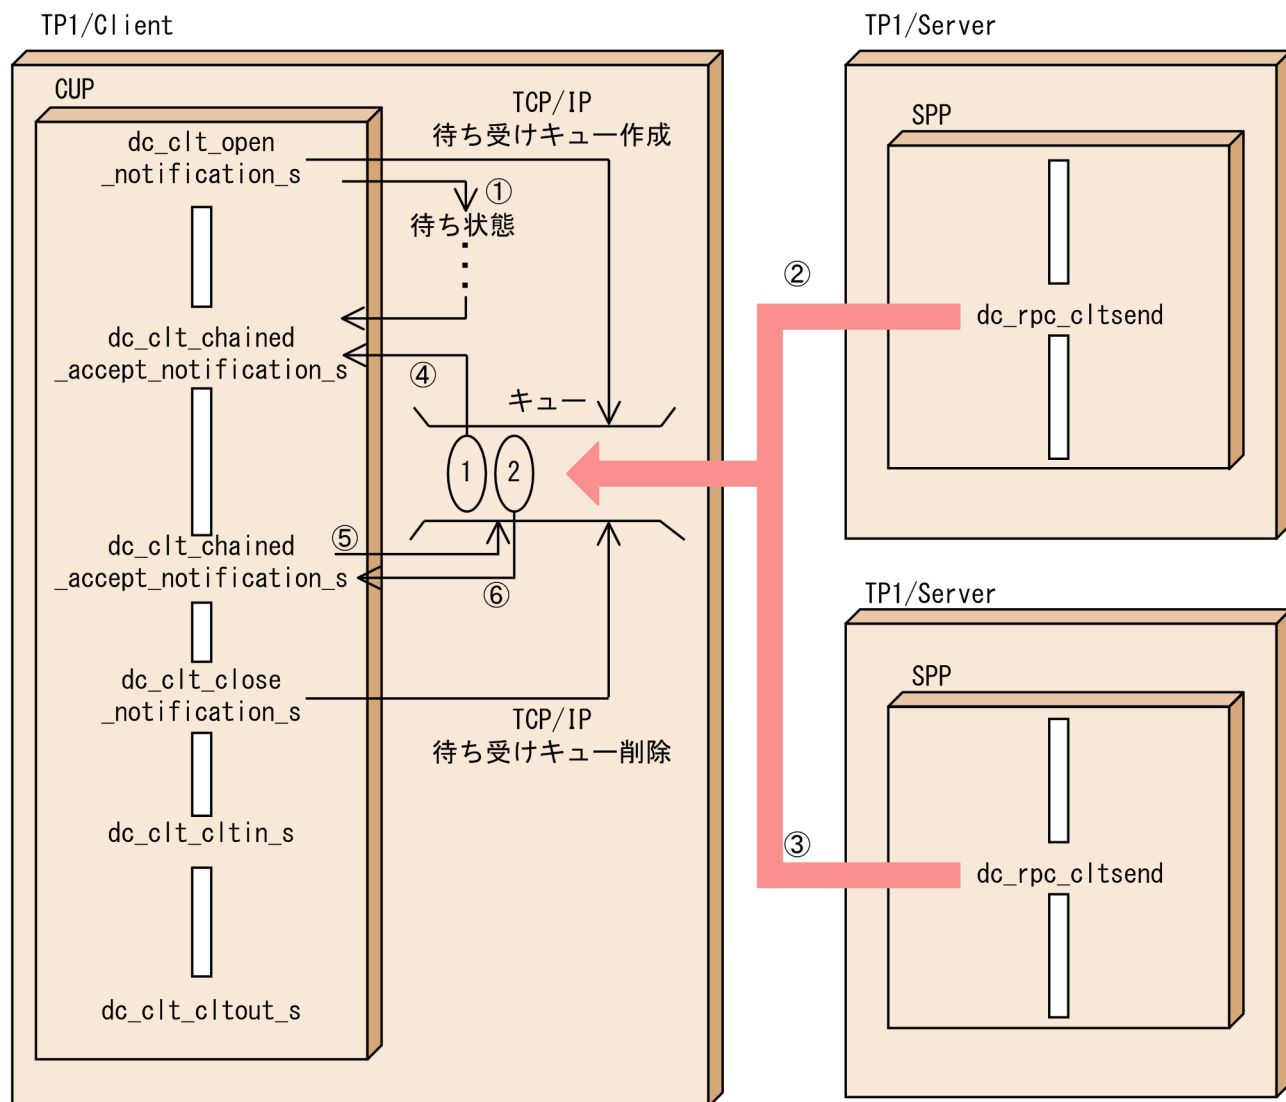 TP1/Client
CUP
dc_clt_open
_notification_s
TCP/IP
待ち受けキュー作成
①
待ち状態
dc_clt_chained
_accept_notification_s
④
キュー
1
2
dc_clt_chained
_accept_notification_s
⑤
⑥
dc_clt_close
_notification_s
TCP/IP
待ち受けキュー削除
dc_clt_cltin_s
dc_clt_cltout_s
②
③
TP1/Server
SPP
dc_rpc_cltsend
TP1/Server
SPP
dc_rpc_cltsend